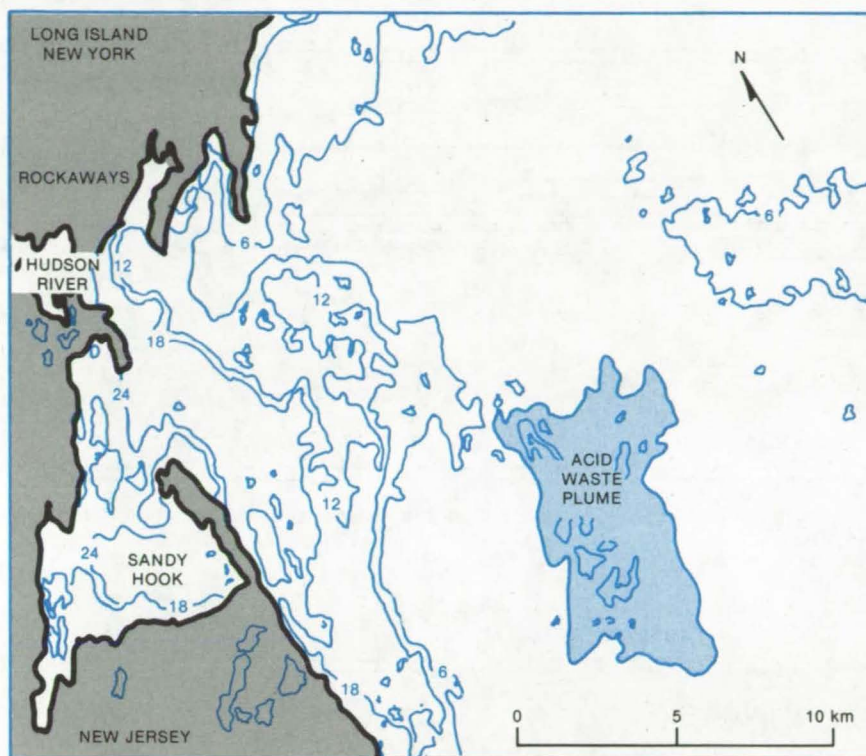 LONG ISLAND
NEW YORK
N
ROCKAWAYS
6
6
HUDSON
RIVER
12
12
18
24
ACID
WASTE
PLUME
12
24
SANDY
HOOK
18
18
6
NEW JERSEY
0
5
10 km